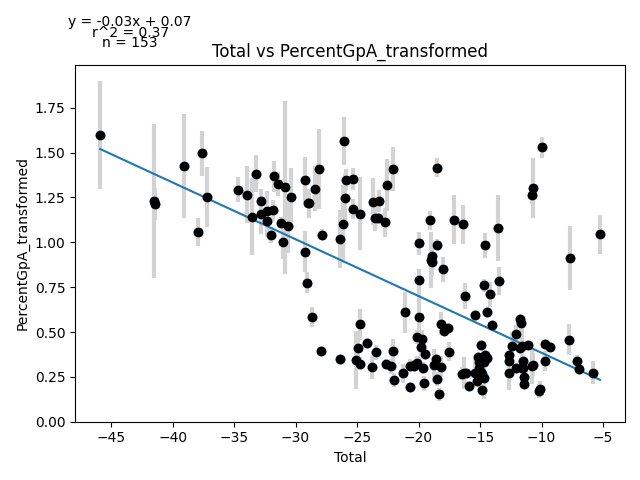 y = -0.03x + 0.07
r^2 = 0.37
n = 153
Total vs PercentGpA_transformed
PercentGpA_transformed
1.75
1.50
1.25
1.00
0.75
0.50
0.25
0.00
−45 −40 −35 −30 −25 −20 −15 −10 −5
Total